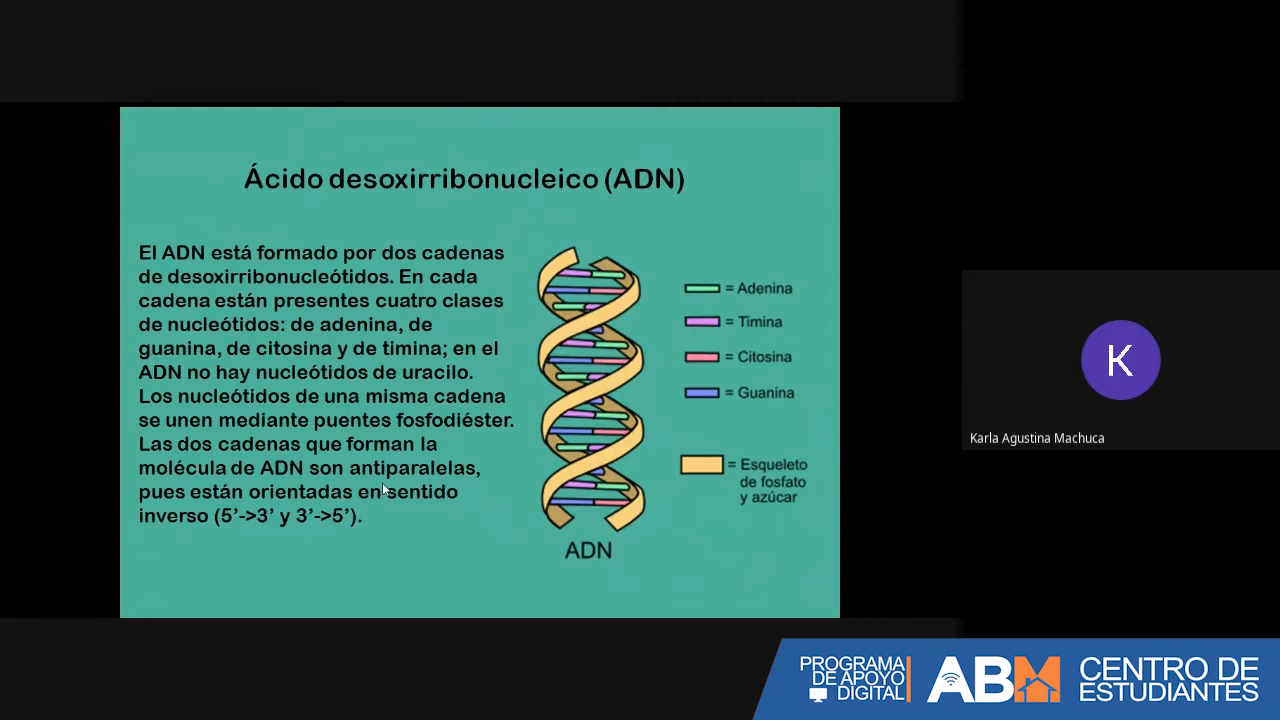 Ácido desoxirribonucleico (ADN)
El ADN está formado por dos cadenas
de desoxirribonucleótidos. En cada
cadena están presentes cuatro clases
de nucleótidos: de adenina, de
guanina, de citosina y de timina; en el
ADN no hay nucleótidos de uracilo.
Los nucleótidos de una misma cadena
se unen mediante puentes fosfodiéster.
Las dos cadenas que forman la
molécula de ADN son antiparalelas,
pues están orientadas en sentido
inverso (5’->3’ y 3’->5’).
= Adenina
= Timina
= Citosina
= Guanina
= Esqueleto
de fosfato
y azúcar
ADN
K
Karla Agustina Machuca
PROGRAMA
DE APOYO
DIGITAL
ABM
CENTRO DE
ESTUDIANTES